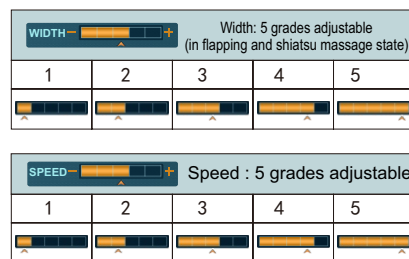 WIDTH− + Width: 5 grades adjustable
(in flapping and shiatsu massage state)
1 2 3 4 5
SPEED− + Speed : 5 grades adjustable
1 2 3 4 5